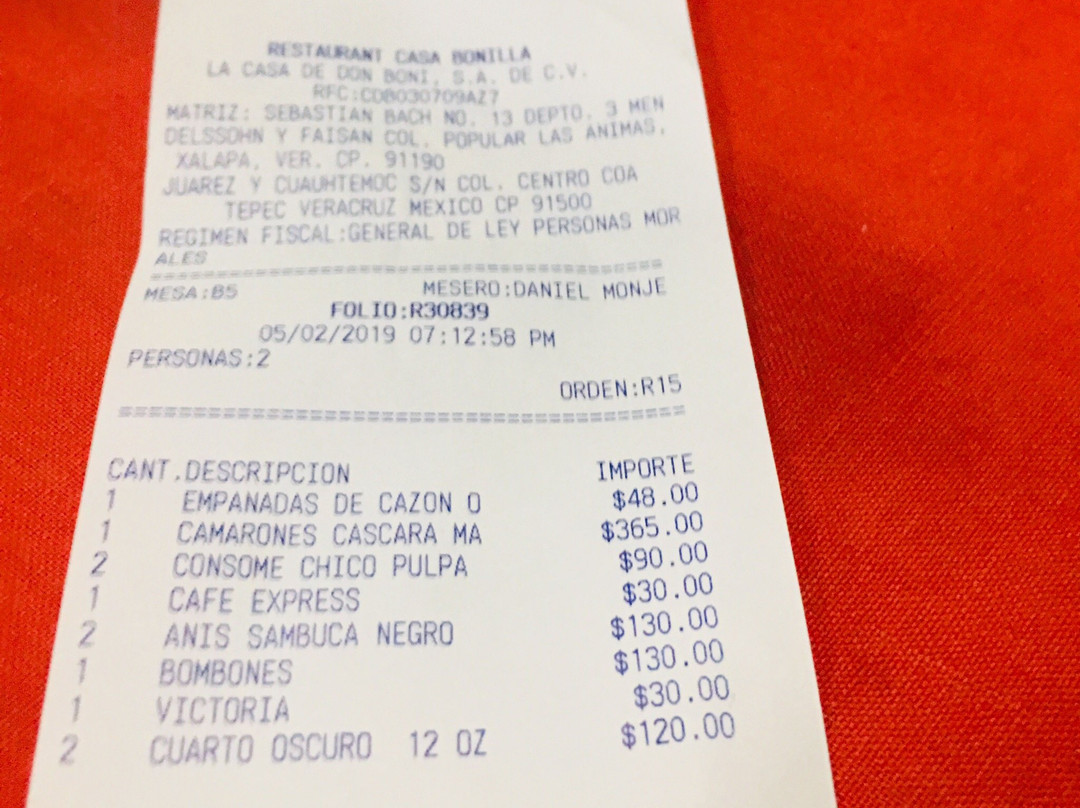 RESTAURANT CASA BONILLA
LA CASA DE DON BONI, S.A. DE C.V.
RFC:CDB030709AZ7
MATRIZ: SEBASTIAN BACH NO. 13 DEPTO. 3 MEN
DELSSOHN Y FAISAN COL. POPULAR LAS ANIMAS,
XALAPA, VER. CP. 91190
JUAREZ Y CUAUHTEMOC S/N COL. CENTRO COA
TEPEC VERACRUZ MEXICO CP 91500
REGIMEN FISCAL:GENERAL DE LEY PERSONAS MOR
ALES
======================================
MESA:B5 MESERO:DANIEL MONJE
FOLIO:R30839
05/02/2019 07:12:58 PM
PERSONAS:2
ORDEN:R15
======================================
CANT.DESCRIPCION IMPORTE
1 EMPANADAS DE CAZON O $48.00
1 CAMARONES CASCARA MA $365.00
2 CONSOME CHICO PULPA $90.00
1 CAFE EXPRESS $30.00
2 ANIS SAMBUCA NEGRO $130.00
1 BOMBONES $130.00
1 VICTORIA $30.00
2 CUARTO OSCURO 12 OZ $120.00